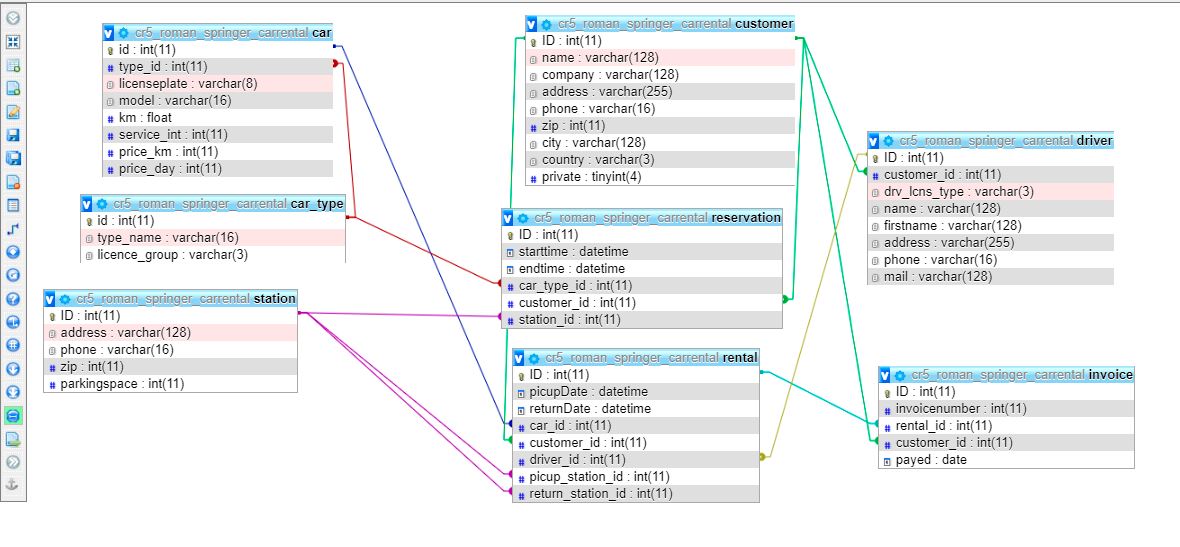 cr5_roman_springer_carrental car
id : int(11)
type_id : int(11)
licenseplate : varchar(8)
model : varchar(16)
km : float
service_int : int(11)
price_km : int(11)
price_day : int(11)
cr5_roman_springer_carrental car_type
id : int(11)
type_name : varchar(16)
licence_group : varchar(3)
cr5_roman_springer_carrental station
ID : int(11)
address : varchar(128)
phone : varchar(16)
zip : int(11)
parkingspace : int(11)
cr5_roman_springer_carrental customer
ID : int(11)
name : varchar(128)
company : varchar(128)
address : varchar(255)
phone : varchar(16)
zip : int(11)
city : varchar(128)
country : varchar(3)
private : tinyint(4)
cr5_roman_springer_carrental reservation
ID : int(11)
starttime : datetime
endtime : datetime
car_type_id : int(11)
customer_id : int(11)
station_id : int(11)
cr5_roman_springer_carrental rental
ID : int(11)
picupDate : datetime
returnDate : datetime
car_id : int(11)
customer_id : int(11)
driver_id : int(11)
picup_station_id : int(11)
return_station_id : int(11)
cr5_roman_springer_carrental driver
ID : int(11)
customer_id : int(11)
drv_lcns_type : varchar(3)
name : varchar(128)
firstname : varchar(128)
address : varchar(255)
phone : varchar(16)
mail : varchar(128)
cr5_roman_springer_carrental invoice
ID : int(11)
invoicenumber : int(11)
rental_id : int(11)
customer_id : int(11)
payed : date